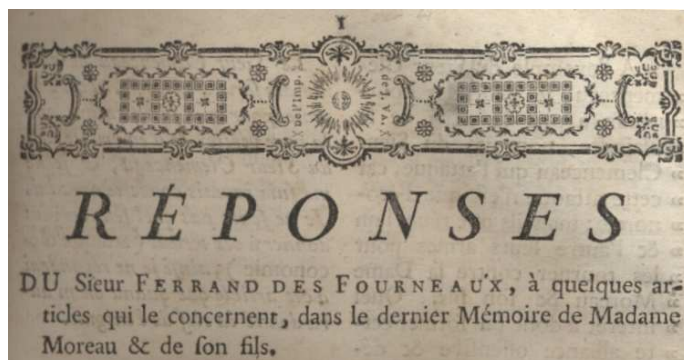 1
RÉPONSES
DU Sieur FERRAND DES FOURNEAUX, à quelques ar-
ticles qui le concernent, dans le dernier Mémoire de Madame
Moreau & de ſon fils.